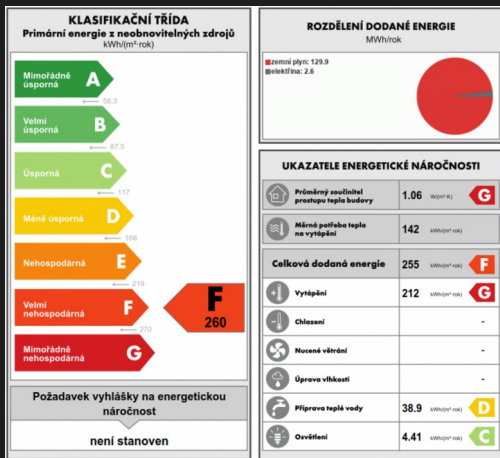 KLASIFIKAČNÍ TŘÍDA
Primární energie z neobnovitelných zdrojů
kWh/(m²·rok)
Mimořádně
úsporná
A
58.3
Velmi
úsporná
B
87.5
Úsporná
C
117
Méně úsporná
D
168
Nehospodárná
E
219
Velmi
nehospodárná
F
F
260
270
Mimořádně
nehospodárná
G
Požadavek vyhlášky na energetickou
náročnost
není stanoven
ROZDĚLENÍ DODANÉ ENERGIE
MWh/rok
zemní plyn: 129.9
elektřina: 2.6
UKAZATELE ENERGETICKÉ NÁROČNOSTI
Průměrný součinitel
prostupu tepla budovy
1.06 W/(m²·K) G
Měrná potřeba tepla
na vytápění
142 kWh/(m²·rok)
Celková dodaná energie 255 kWh/(m²·rok) F
Vytápění 212 kWh/(m²·rok) G
Chlazení -
Nucené větrání -
Úprava vlhkosti -
Příprava teplé vody 38.9 kWh/(m²·rok) D
Osvětlení 4.41 kWh/(m²·rok) C